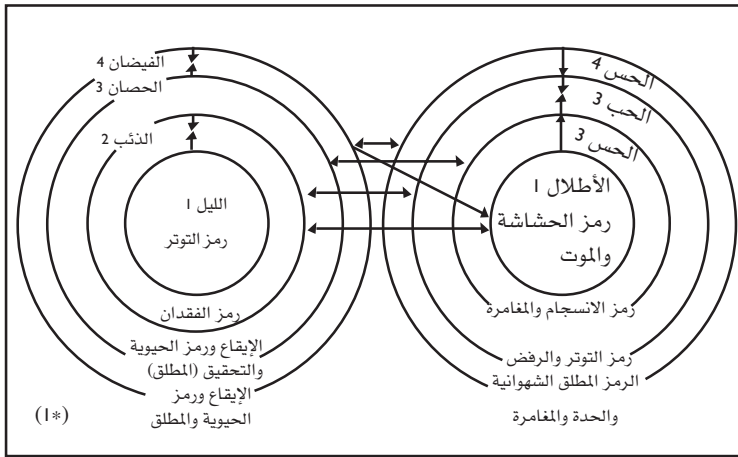 الحس 4
الحب 3
الحس 3
الأطلال 1
رمز الحشاشة
والموت
رمز الانسجام والمغامرة
رمز التوتر والرفض
الرمز المطلق الشهوانية
والحدة والمغامرة
الفيضان 4
الحصان 3
الذئب 2
الليل 1
رمز التوتر
رمز الفقدان
الإيقاع ورمز الحيوية
والتحقيق (المطلق)
الإيقاع ورمز
الحيوية والمطلق
(1*)